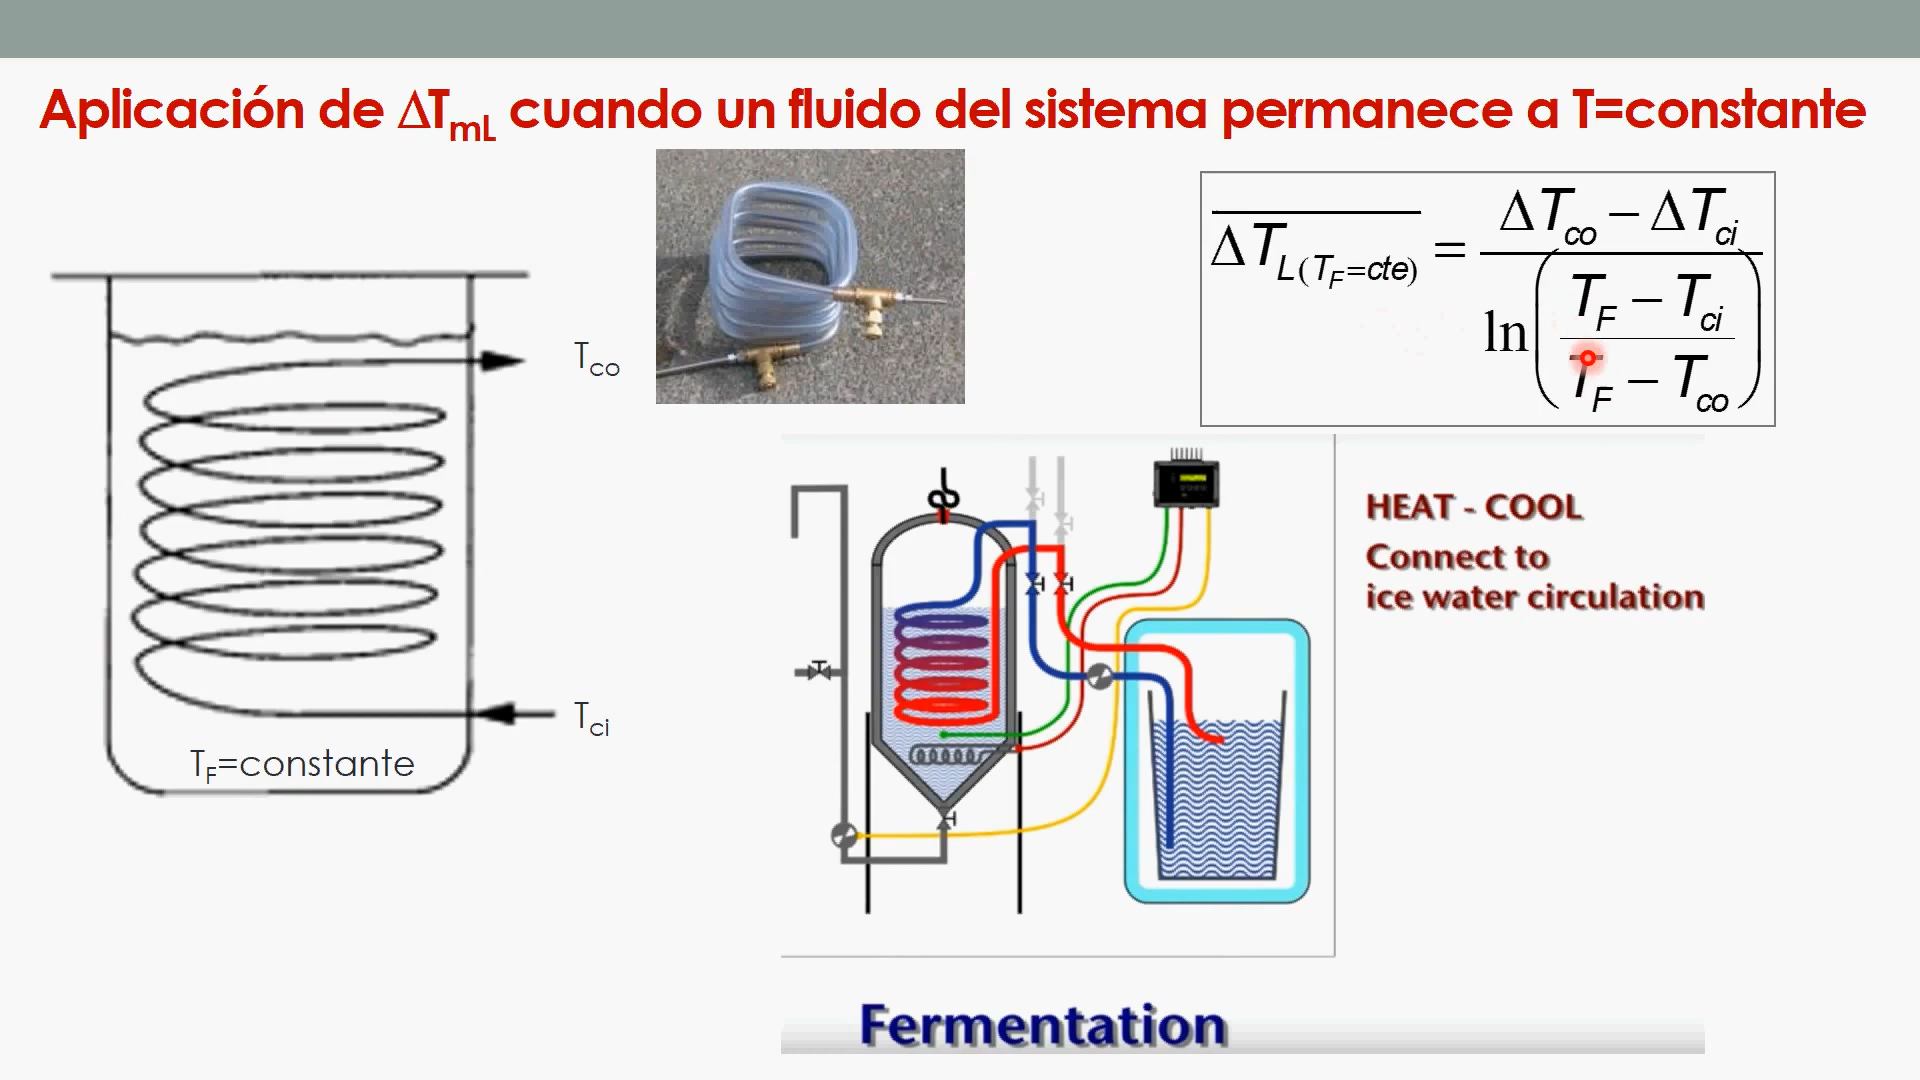 Aplicación de ΔTmL cuando un fluido del sistema permanece a T=constante
ΔTL(TF=cte) = (ΔTco − ΔTci) / ln((TF − Tci) / (TF − Tco))
Tco
Tci
TF=constante
HEAT - COOL
Connect to
ice water circulation
Fermentation